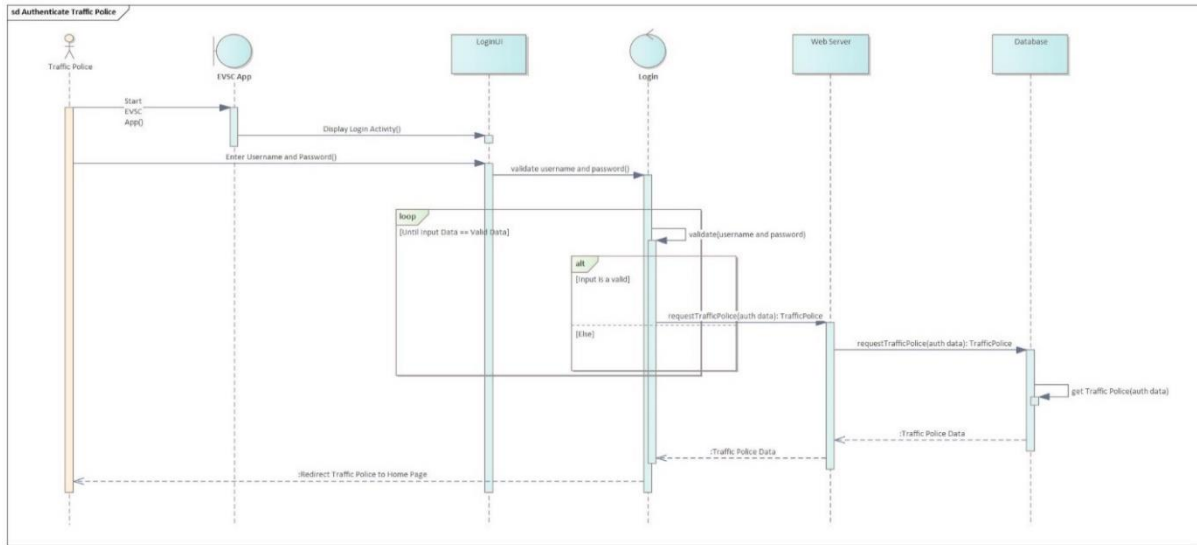 sd Authenticate Traffic Police
Traffic Police
EVSC App
LoginUI
Login
Web Server
Database
Start
EVSC
App()
Display Login Activity()
Enter Username and Password()
validate username and password()
loop
[Until Input Data == Valid Data]
validate(username and password)
alt
[Input is a valid]
requestTrafficPolice(auth data): TrafficPolice
[Else]
requestTrafficPolice(auth data): TrafficPolice
get Traffic Police(auth data)
:Traffic Police Data
:Traffic Police Data
:Redirect Traffic Police to Home Page